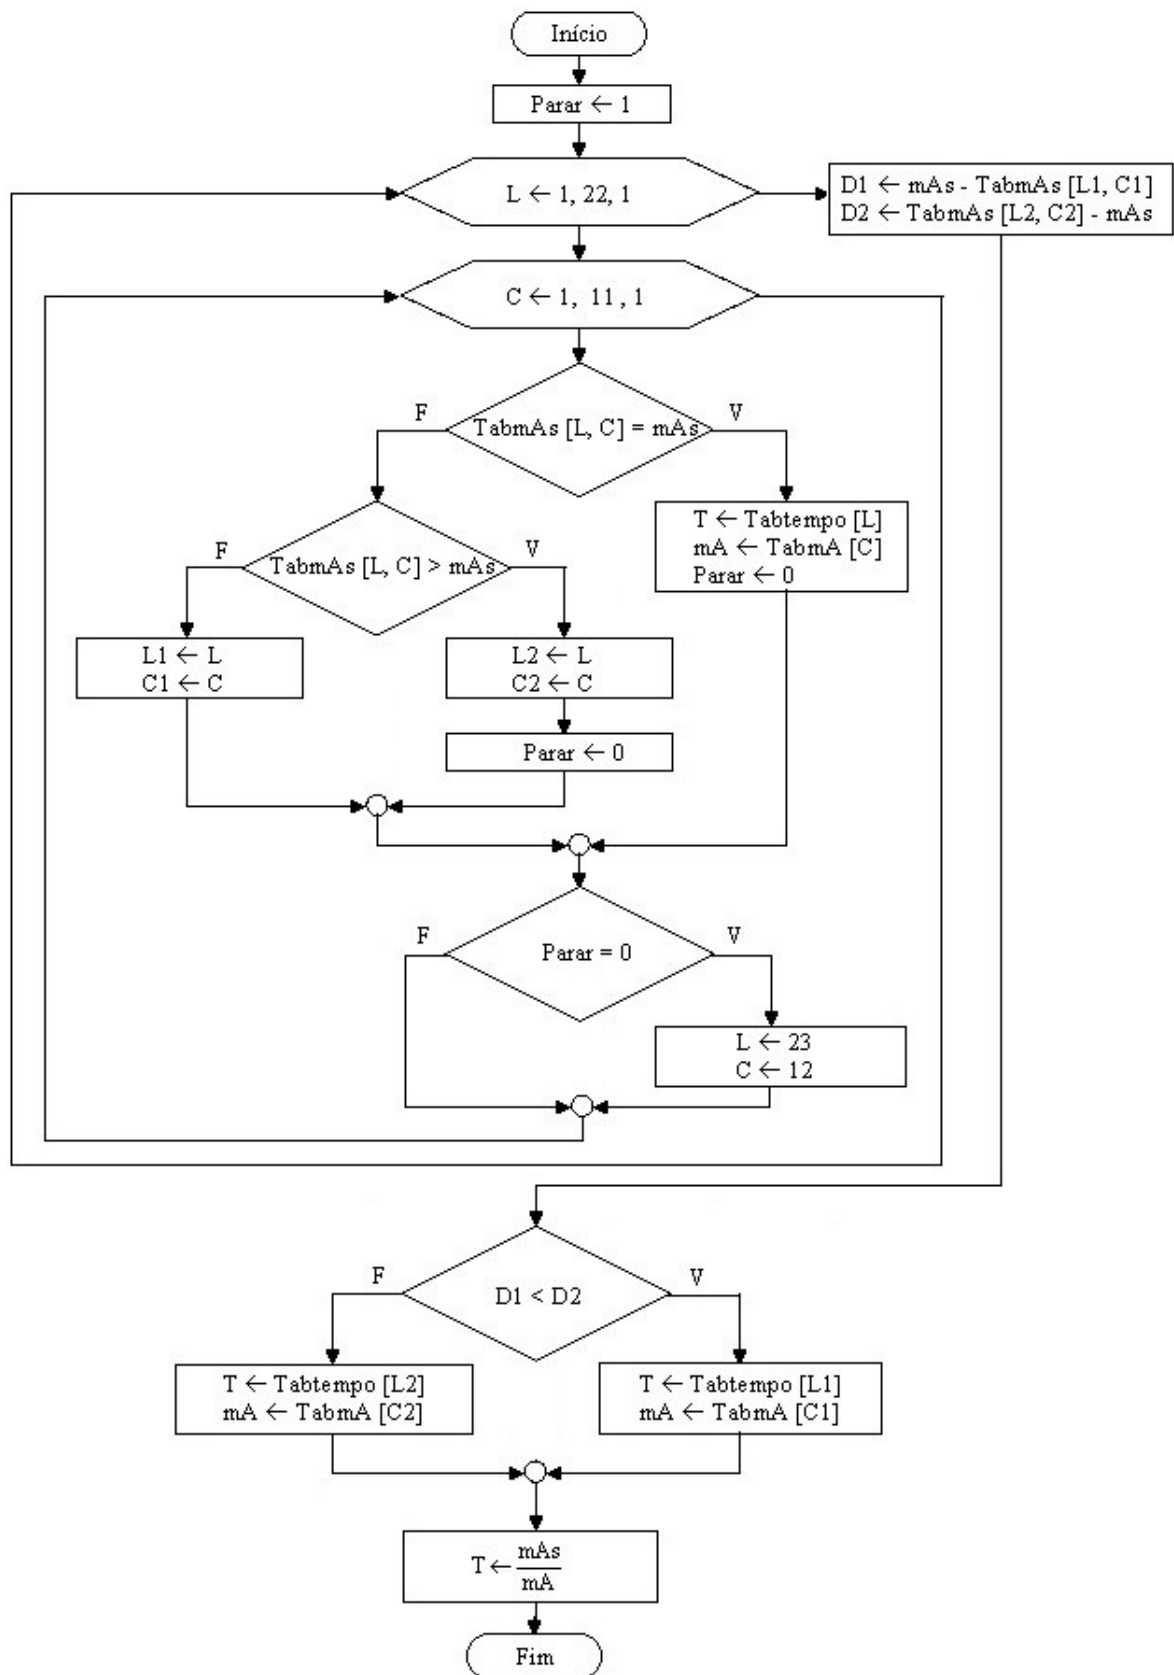 Início
Parar ← 1
L ← 1, 22, 1
D1 ← mAs - TabmAs [L1, C1]
D2 ← TabmAs [L2, C2] - mAs
C ← 1, 11, 1
F
V
TabmAs [L, C] = mAs
T ← Tabtempo [L]
mA ← TabmA [C]
Parar ← 0
F
V
TabmAs [L, C] > mAs
L1 ← L
C1 ← C
L2 ← L
C2 ← C
Parar ← 0
F
V
Parar = 0
L ← 23
C ← 12
F
V
D1 < D2
T ← Tabtempo [L2]
mA ← TabmA [C2]
T ← Tabtempo [L1]
mA ← TabmA [C1]
T ← mAs
mA
Fim